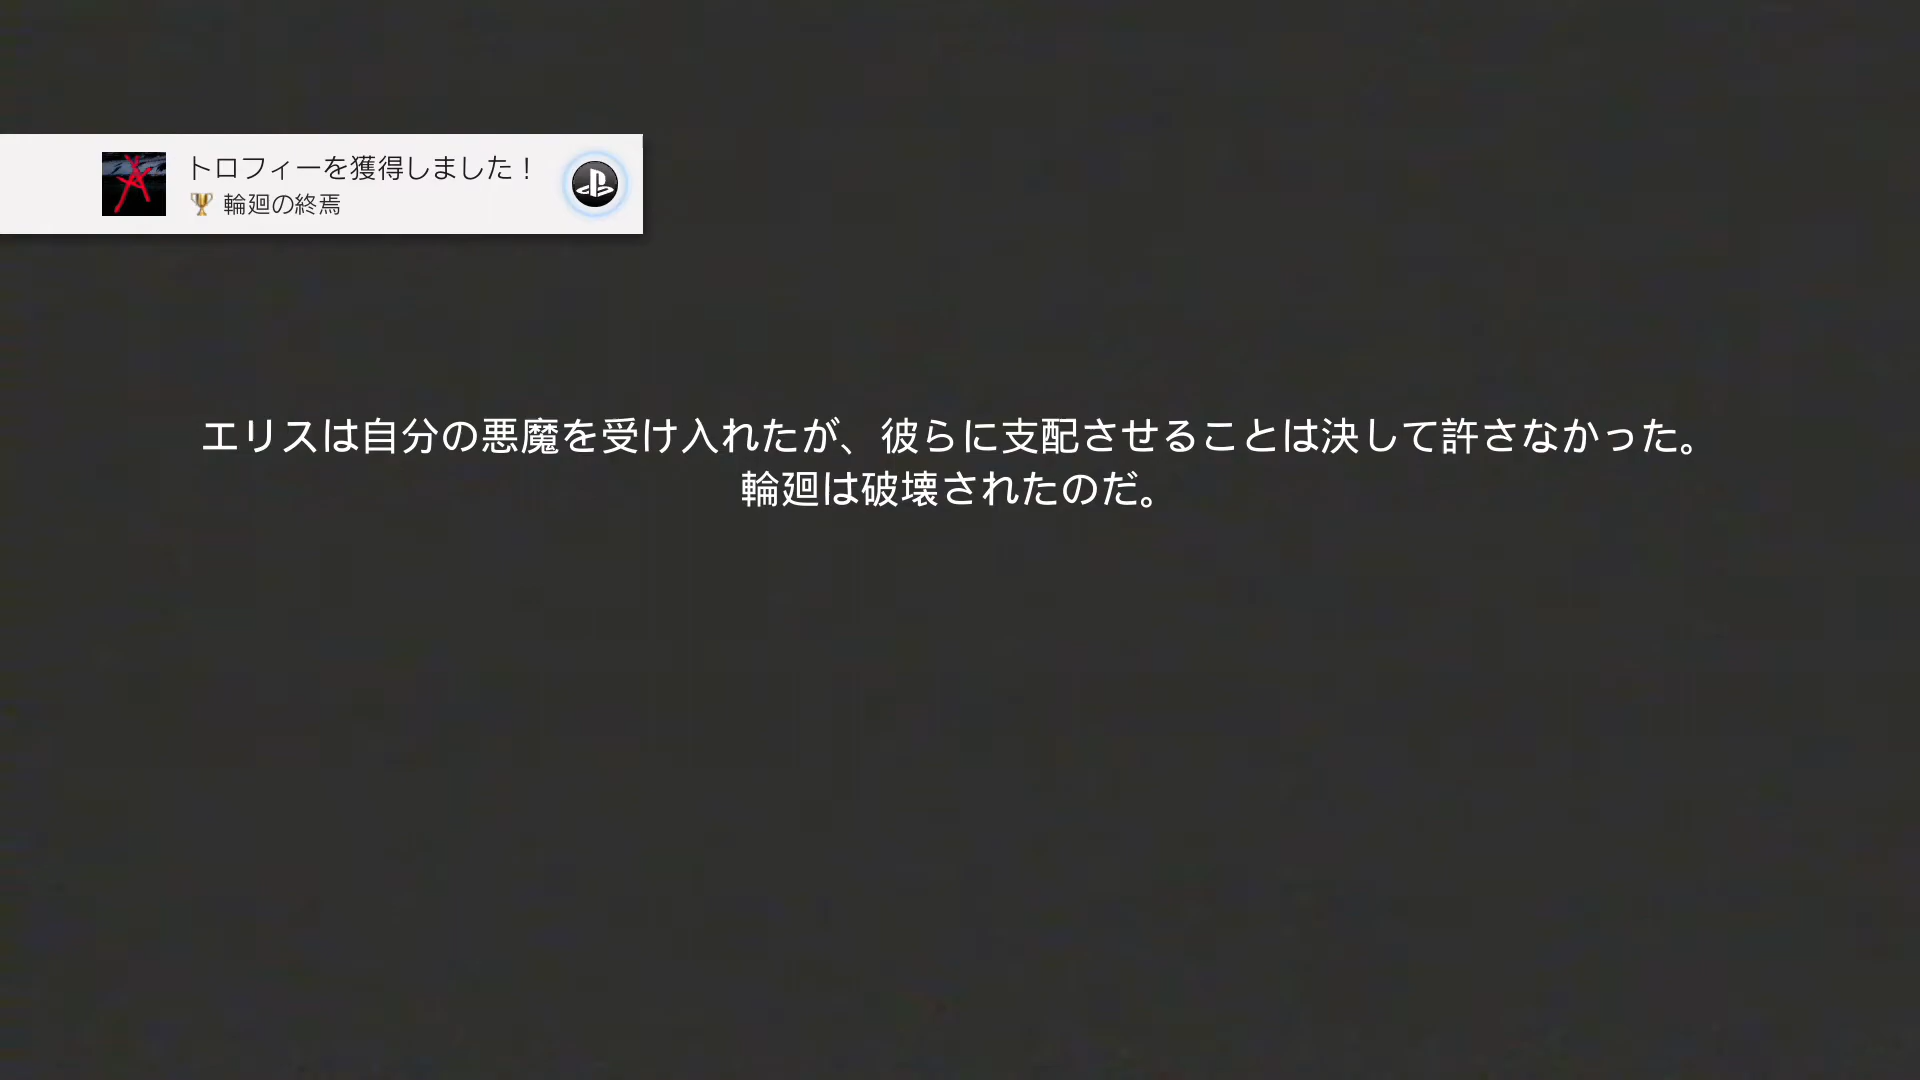 トロフィーを獲得しました！
輪廻の終焉
エリスは自分の悪魔を受け入れたが、彼らに支配させることは決して許さなかった。
輪廻は破壊されたのだ。